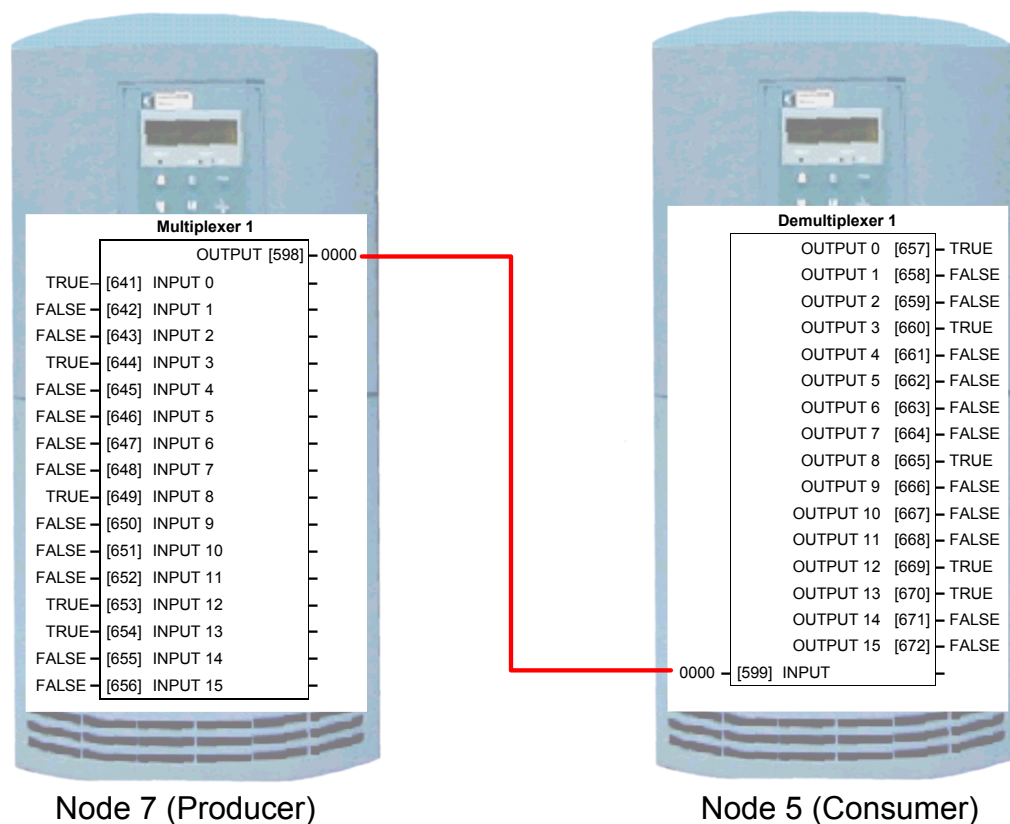 Multiplexer 1
OUTPUT [598] 0000
TRUE [641] INPUT 0
FALSE [642] INPUT 1
FALSE [643] INPUT 2
TRUE [644] INPUT 3
FALSE [645] INPUT 4
FALSE [646] INPUT 5
FALSE [647] INPUT 6
FALSE [648] INPUT 7
TRUE [649] INPUT 8
FALSE [650] INPUT 9
FALSE [651] INPUT 10
FALSE [652] INPUT 11
TRUE [653] INPUT 12
TRUE [654] INPUT 13
FALSE [655] INPUT 14
FALSE [656] INPUT 15
Node 7 (Producer)
Demultiplexer 1
OUTPUT 0 [657] TRUE
OUTPUT 1 [658] FALSE
OUTPUT 2 [659] FALSE
OUTPUT 3 [660] TRUE
OUTPUT 4 [661] FALSE
OUTPUT 5 [662] FALSE
OUTPUT 6 [663] FALSE
OUTPUT 7 [664] FALSE
OUTPUT 8 [665] TRUE
OUTPUT 9 [666] FALSE
OUTPUT 10 [667] FALSE
OUTPUT 11 [668] FALSE
OUTPUT 12 [669] TRUE
OUTPUT 13 [670] TRUE
OUTPUT 14 [671] FALSE
OUTPUT 15 [672] FALSE
0000 [599] INPUT
Node 5 (Consumer)